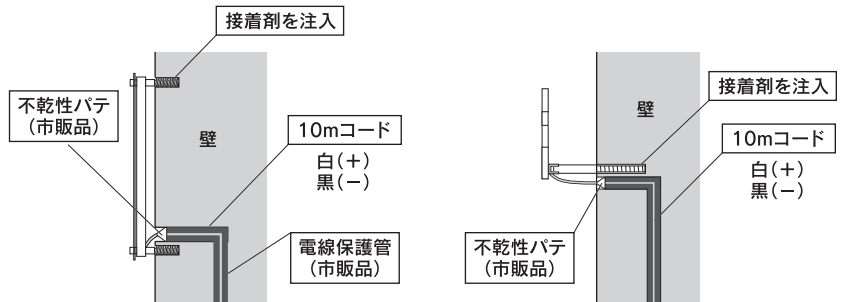 接着剤を注入
不乾性パテ
（市販品）
壁
10mコード
白（＋）
黒（－）
電線保護管
（市販品）
接着剤を注入
壁
10mコード
白（＋）
黒（－）
不乾性パテ
（市販品）